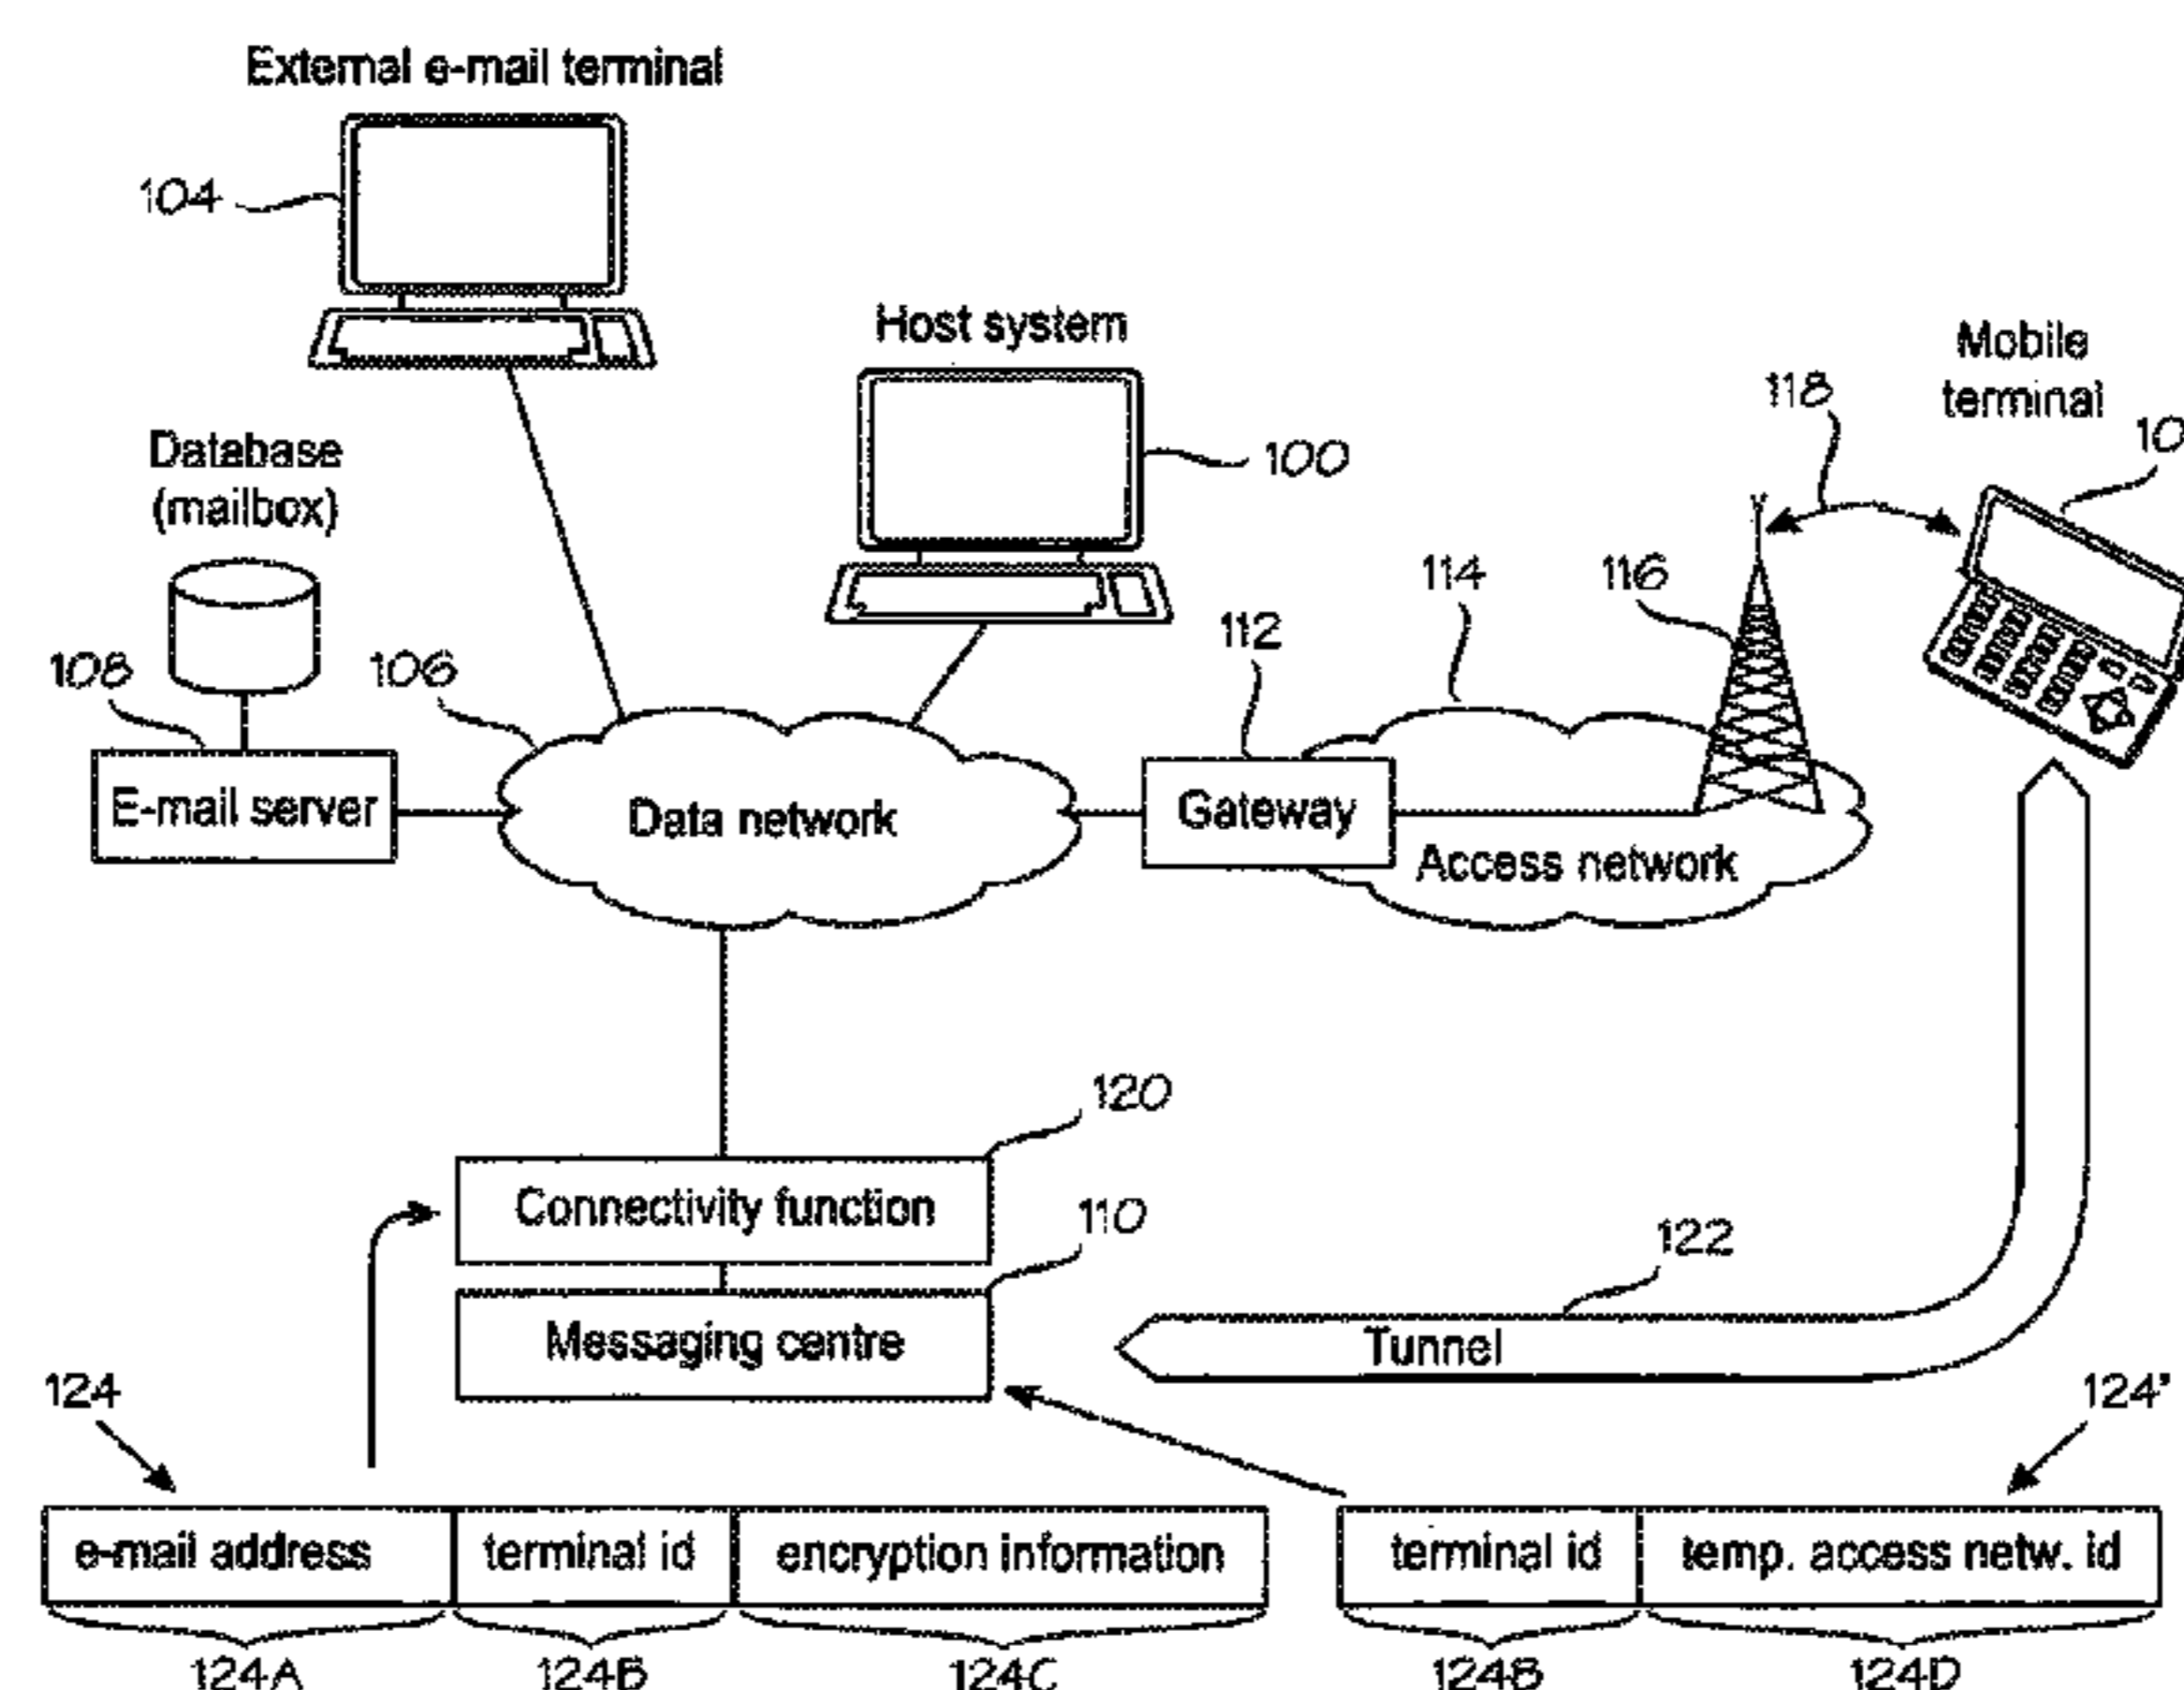 External e-mail terminal
104
Host system
100
Mobile
terminal
118
10
Database
(mailbox)
114
116
112
108
106
E-mail server
Data network
Gateway
Access network
120
Connectivity function
110
Messaging centre
122
Tunnel
124
124'
e-mail address
terminal id
encryption information
terminal id
temp. access netw. id
124A
124B
124C
124B
124D